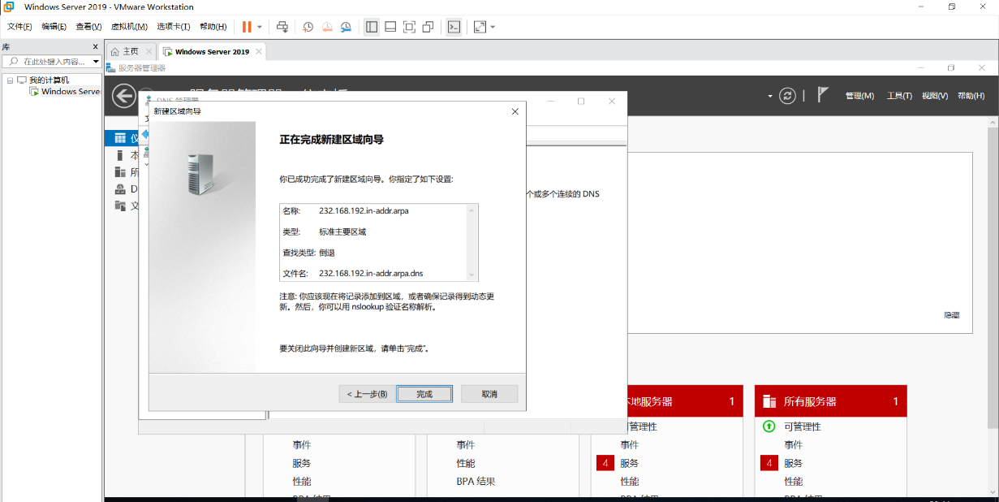 Windows Server 2019 - VMware Workstation
文件(F) 编辑(E) 查看(V) 虚拟机(M) 选项卡(T) 帮助(H)
库
在此处键入内容...
我的计算机
Windows Serve
主页
Windows Server 2019
服务器管理器
管理(M) 工具(T) 视图(V) 帮助(H)
DNS 管理器
新建区域向导
正在完成新建区域向导
你已成功完成了新建区域向导。你指定了如下设置:
名称: 232.168.192.in-addr.arpa
类型: 标准主要区域
查找类型: 倒退
文件名: 232.168.192.in-addr.arpa.dns
注意: 你应该现在将记录添加到区域，或者确保记录得到动态更
新。然后，你可以用 nslookup 验证名称解析。
要关闭此向导并创建新区域，请单击"完成"。
< 上一步(B) 完成 取消
仪
本
所
D
文
个或多个连续的 DNS
隐藏
本地服务器 1
可管理性
事件
4 服务
性能
所有服务器 1
可管理性
事件
4 服务
性能
事件
服务
性能
事件
性能
BPA 结果